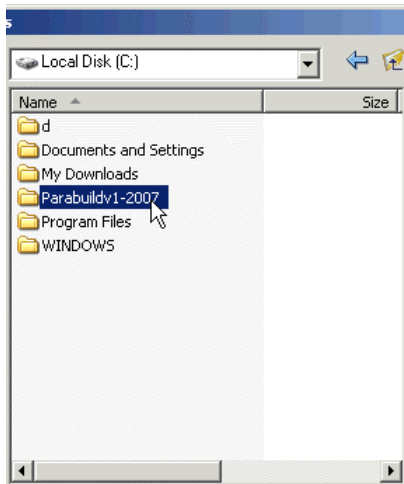 s
Local Disk (C:)
Name Size
d
Documents and Settings
My Downloads
Parabuildv1-2007
Program Files
WINDOWS